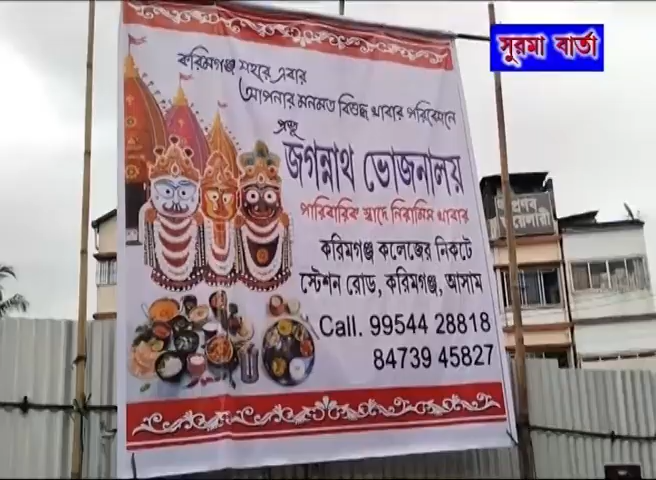 সুরমা বার্তা
করিমগঞ্জ শহরে এবার
আপনার মনমত বিশুদ্ধ খাবার পরিবেশনে
প্রভু
জগন্নাথ ভোজনালয়
পারিবারিক স্বাদে নিরামিষ খাবার
করিমগঞ্জ কলেজের নিকটে
স্টেশন রোড, করিমগঞ্জ, আসাম
Call. 99544 28818
84739 45827